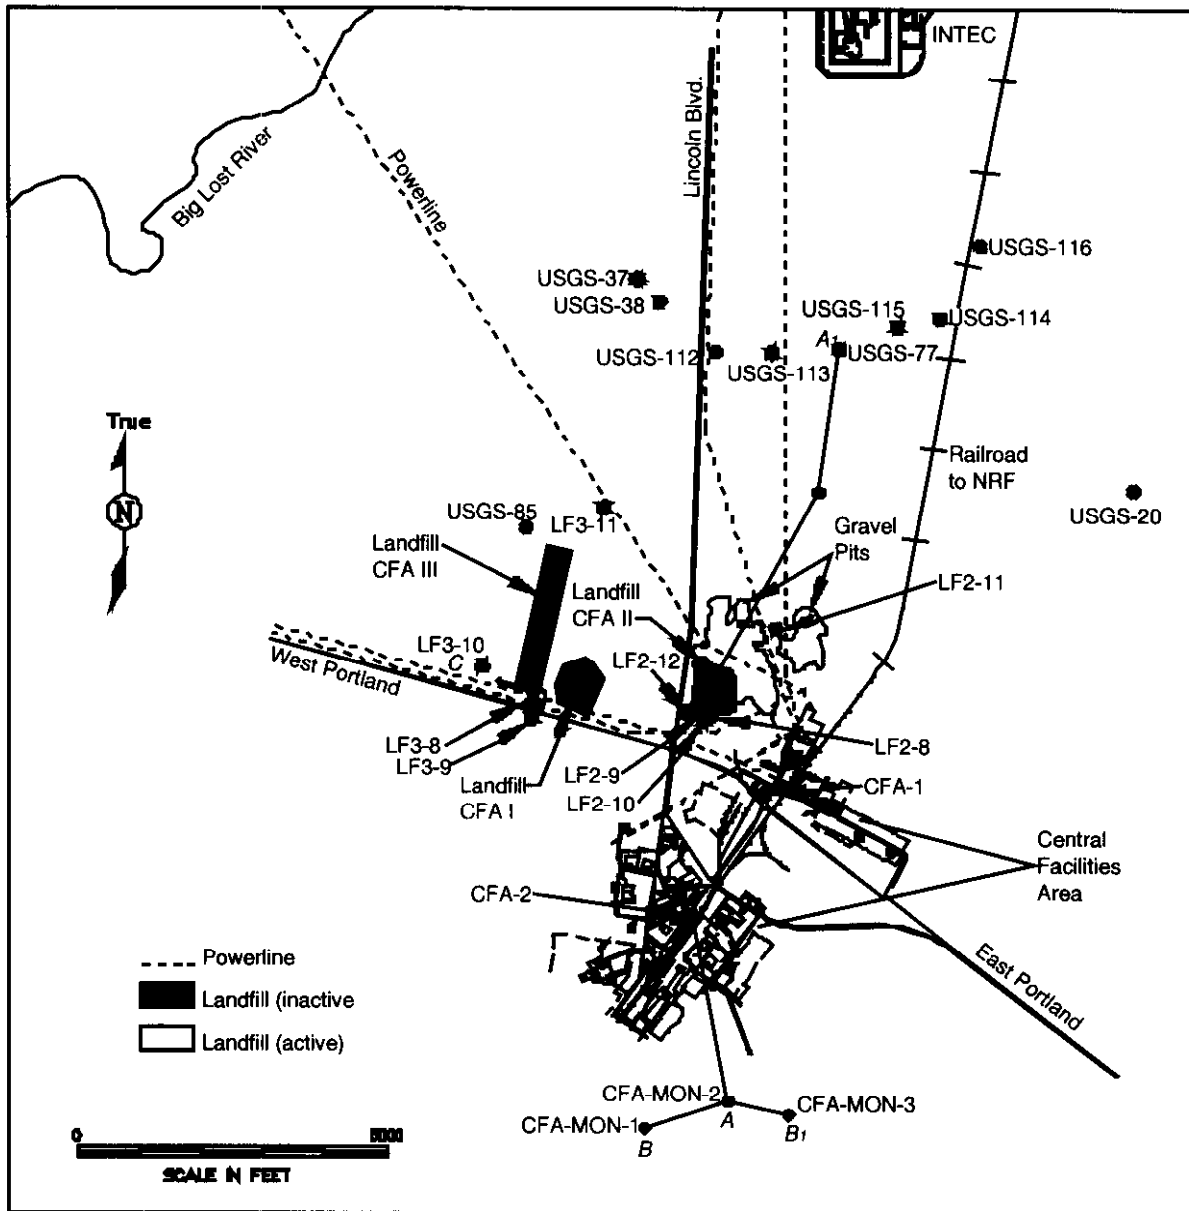 INTEC
Lincoln Blvd.
Powerline
Big Lost River
USGS-116
USGS-37
USGS-38
USGS-115
USGS-114
A1
USGS-112
USGS-77
USGS-113
True
Railroad
to NRF
N
USGS-20
USGS-85
LF3-11
Gravel
Pits
Landfill
CFA III
LF2-11
Landfill
CFA II
LF3-10
C
LF2-12
West Portland
LF3-8
LF3-9
LF2-8
LF2-9
Landfill
CFA I
CFA-1
LF2-10
Central
Facilities
Area
CFA-2
East Portland
Powerline
Landfill (inactive
Landfill (active)
CFA-MON-2
CFA-MON-3
CFA-MON-1
A
B1
B
0 5000
SCALE IN FEET